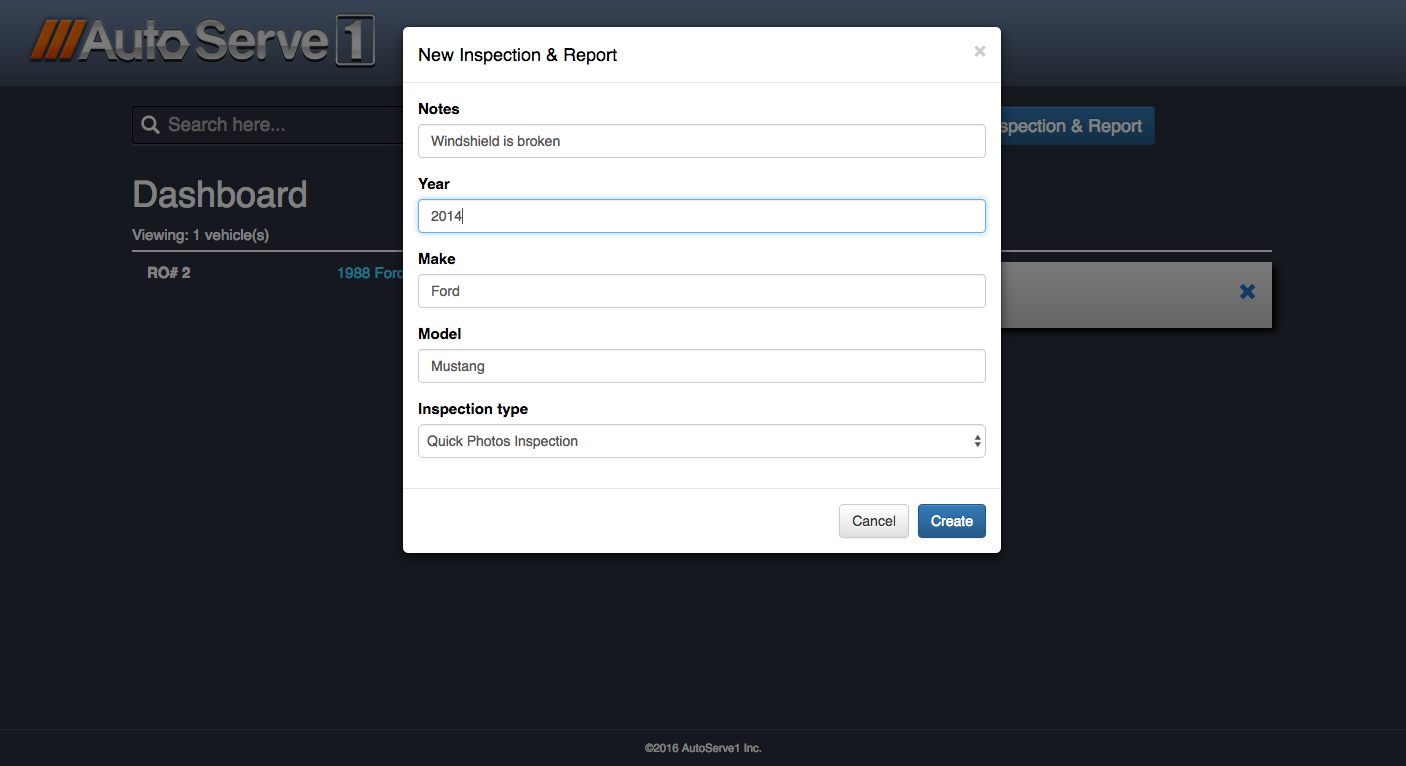 AutoServe1
New Inspection & Report
×
Search here...
spection & Report
Notes
Windshield is broken
Year
2014
Dashboard
Viewing: 1 vehicle(s)
Make
RO# 2
1988 Ford
Ford
Model
Mustang
Inspection type
Quick Photos Inspection
Cancel
Create
©2016 AutoServe1 Inc.